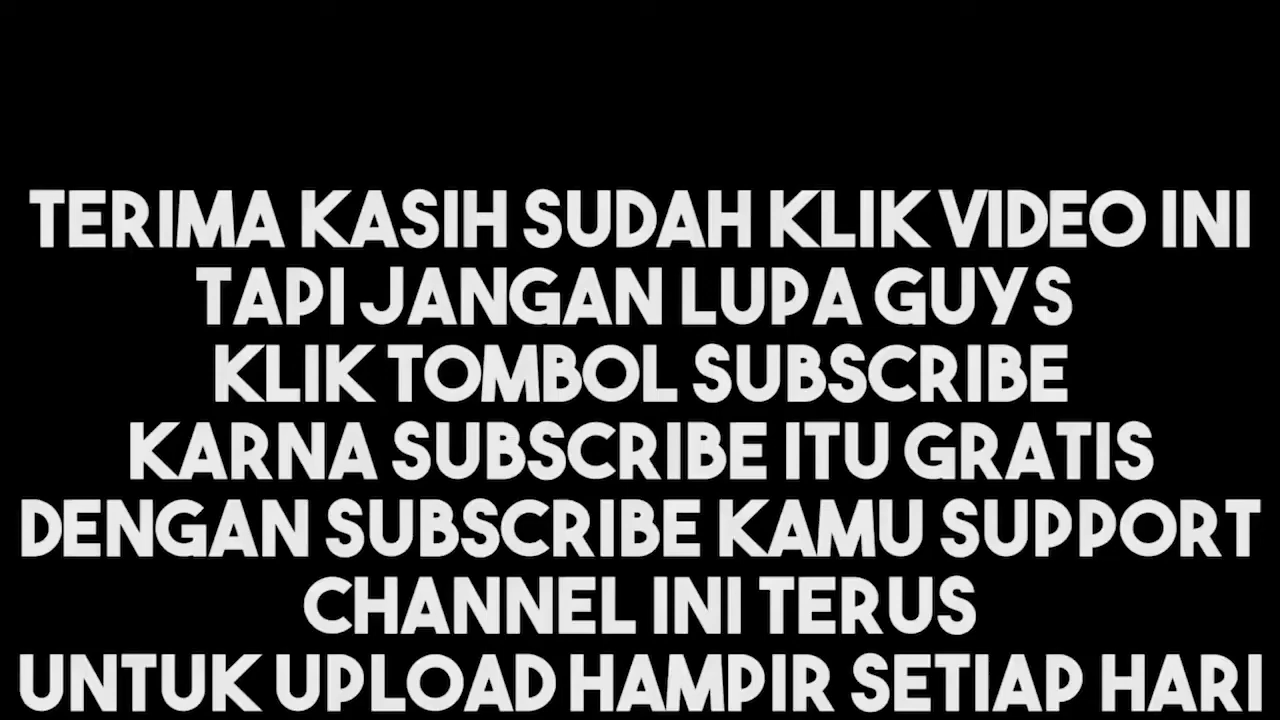 TERIMA KASIH SUDAH KLIK VIDEO INI
TAPI JANGAN LUPA GUYS
KLIK TOMBOL SUBSCRIBE
KARNA SUBSCRIBE ITU GRATIS
DENGAN SUBSCRIBE KAMU SUPPORT
CHANNEL INI TERUS
UNTUK UPLOAD HAMPIR SETIAP HARI